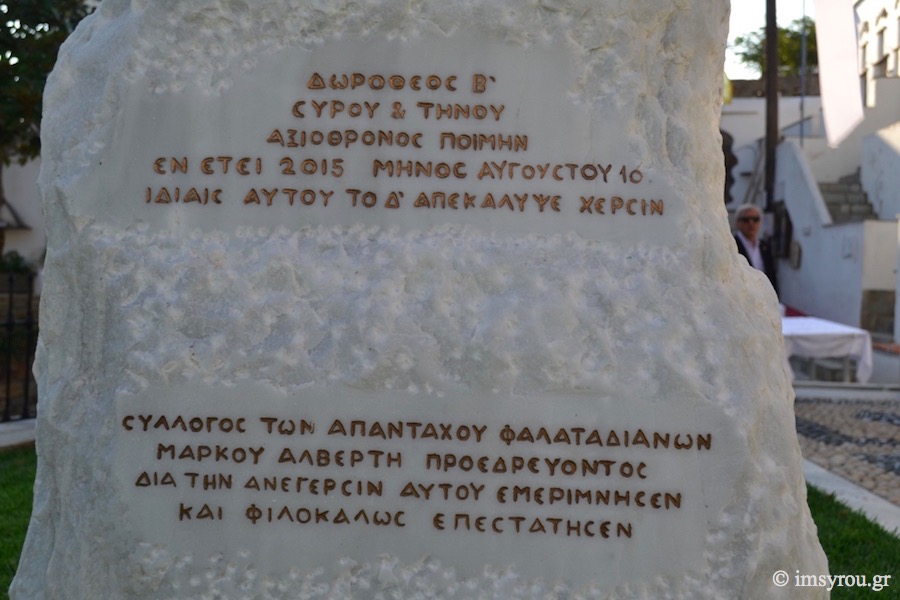 ΔΩΡΟΘΕΟΣ Β'
ΣΥΡΟΥ & ΤΗΝΟΥ
ΑΞΙΟΘΡΟΝΟΣ ΠΟΙΜΗΝ
ΕΝ ΕΤΕΙ 2015 ΜΗΝΟΣ ΑΥΓΟΥΣΤΟΥ 16
ΙΔΙΑΙΣ ΑΥΤΟΥ ΤΟ Δ' ΑΠΕΚΑΛΥΨΕ ΧΕΡΣΙΝ
ΣΥΛΛΟΓΟΣ ΤΩΝ ΑΠΑΝΤΑΧΟΥ ΦΑΛΑΤΑΔΙΑΝΩΝ
ΜΑΡΚΟΥ ΑΛΒΕΡΤΗ ΠΡΟΕΔΡΕΥΟΝΤΟΣ
ΔΙΑ ΤΗΝ ΑΝΕΓΕΡΣΙΝ ΑΥΤΟΥ ΕΜΕΡΙΜΝΗΣΕΝ
ΚΑΙ ΦΙΛΟΚΑΛΩΣ ΕΠΕΣΤΑΤΗΣΕΝ
© imsyrou.gr